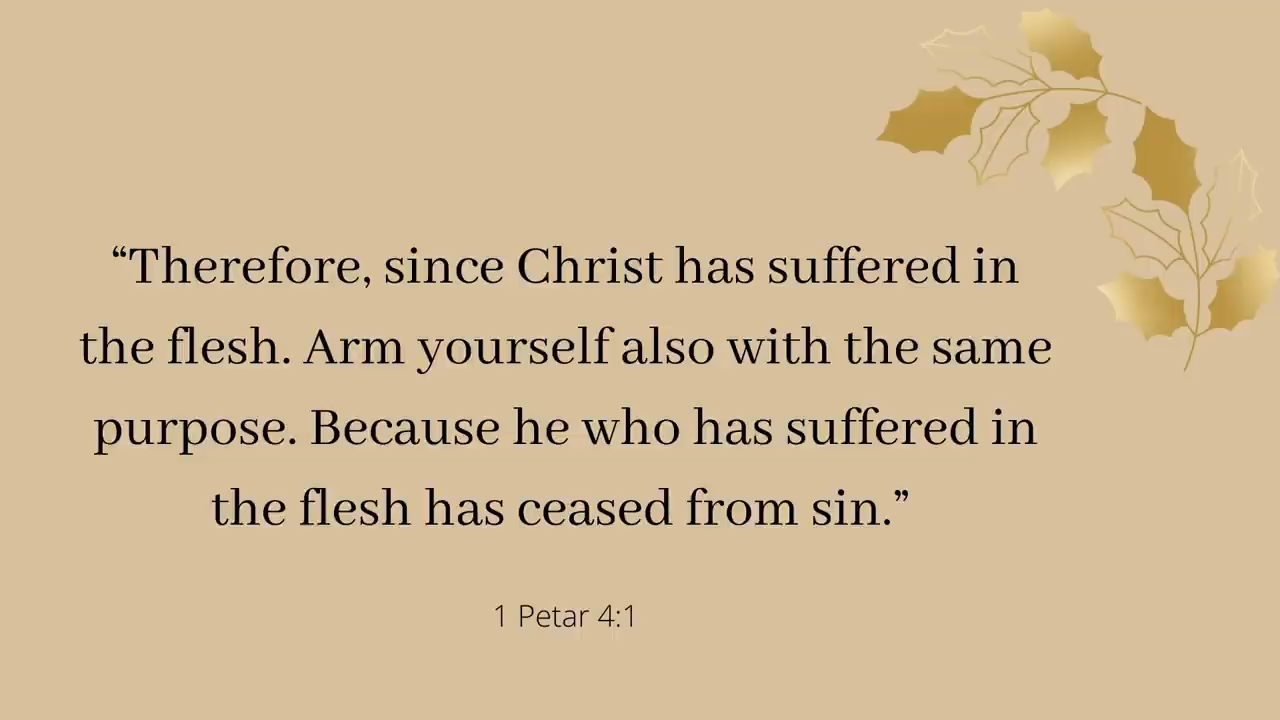 “Therefore, since Christ has suffered in
the flesh. Arm yourself also with the same
purpose. Because he who has suffered in
the flesh has ceased from sin.”
1 Petar 4:1